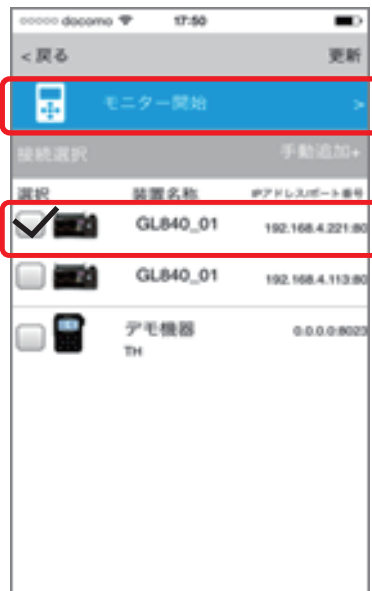 docomo 17:50
<戻る 更新
モニター開始 >
接続選択 手動追加+
選択 装置名称 IPアドレス/ポート番号
GL840_01 192.168.4.221:80
GL840_01 192.168.4.113:80
デモ機器 0.0.0.0:8023
TH